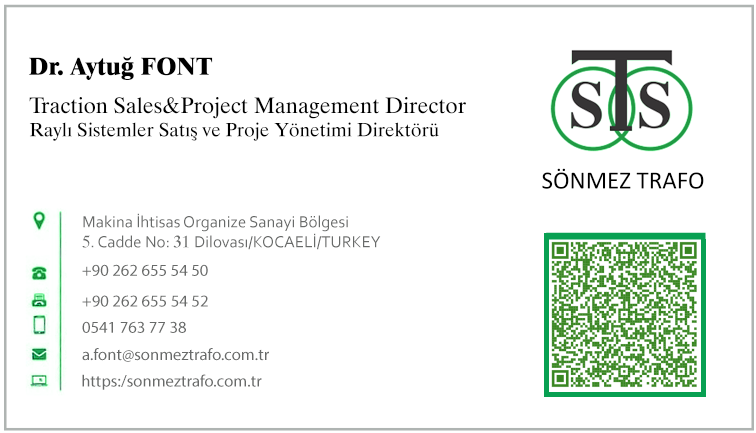 Dr. Aytuğ FONT
Traction Sales&Project Management Director
Raylı Sistemler Satış ve Proje Yönetimi Direktörü
STS
SÖNMEZ TRAFO
Makina İhtisas Organize Sanayi Bölgesi
5. Cadde No: 31 Dilovası/KOCAELİ/TURKEY
+90 262 655 54 50
+90 262 655 54 52
0541 763 77 38
a.font@sonmeztrafo.com.tr
https:/sonmeztrafo.com.tr